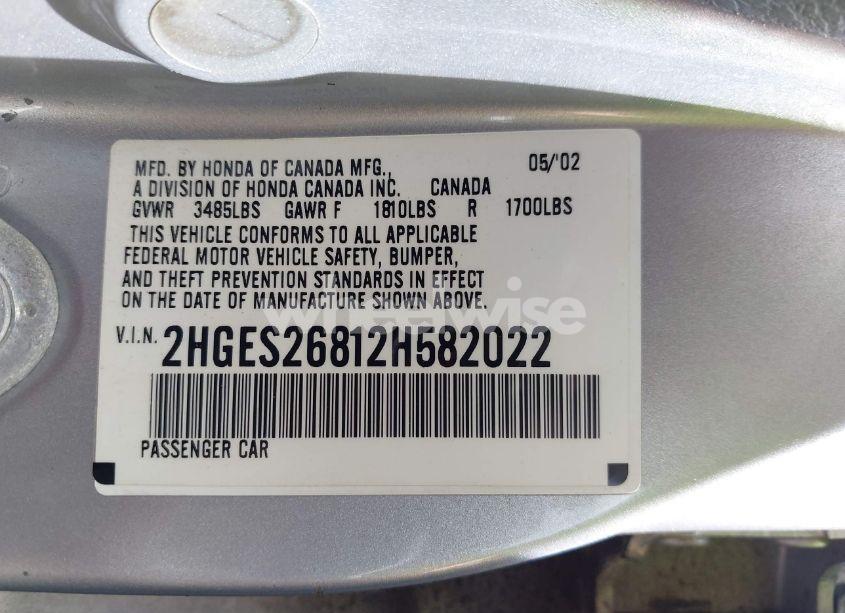 MFD. BY HONDA OF CANADA MFG., 05/'02
A DIVISION OF HONDA CANADA INC. CANADA
GVWR 3485LBS GAWR F 1810LBS R 1700LBS
THIS VEHICLE CONFORMS TO ALL APPLICABLE
FEDERAL MOTOR VEHICLE SAFETY, BUMPER,
AND THEFT PREVENTION STANDARDS IN EFFECT
ON THE DATE OF MANUFACTURE SHOWN ABOVE.
wheelwise
V.I.N. 2HGES26812H582022
PASSENGER CAR